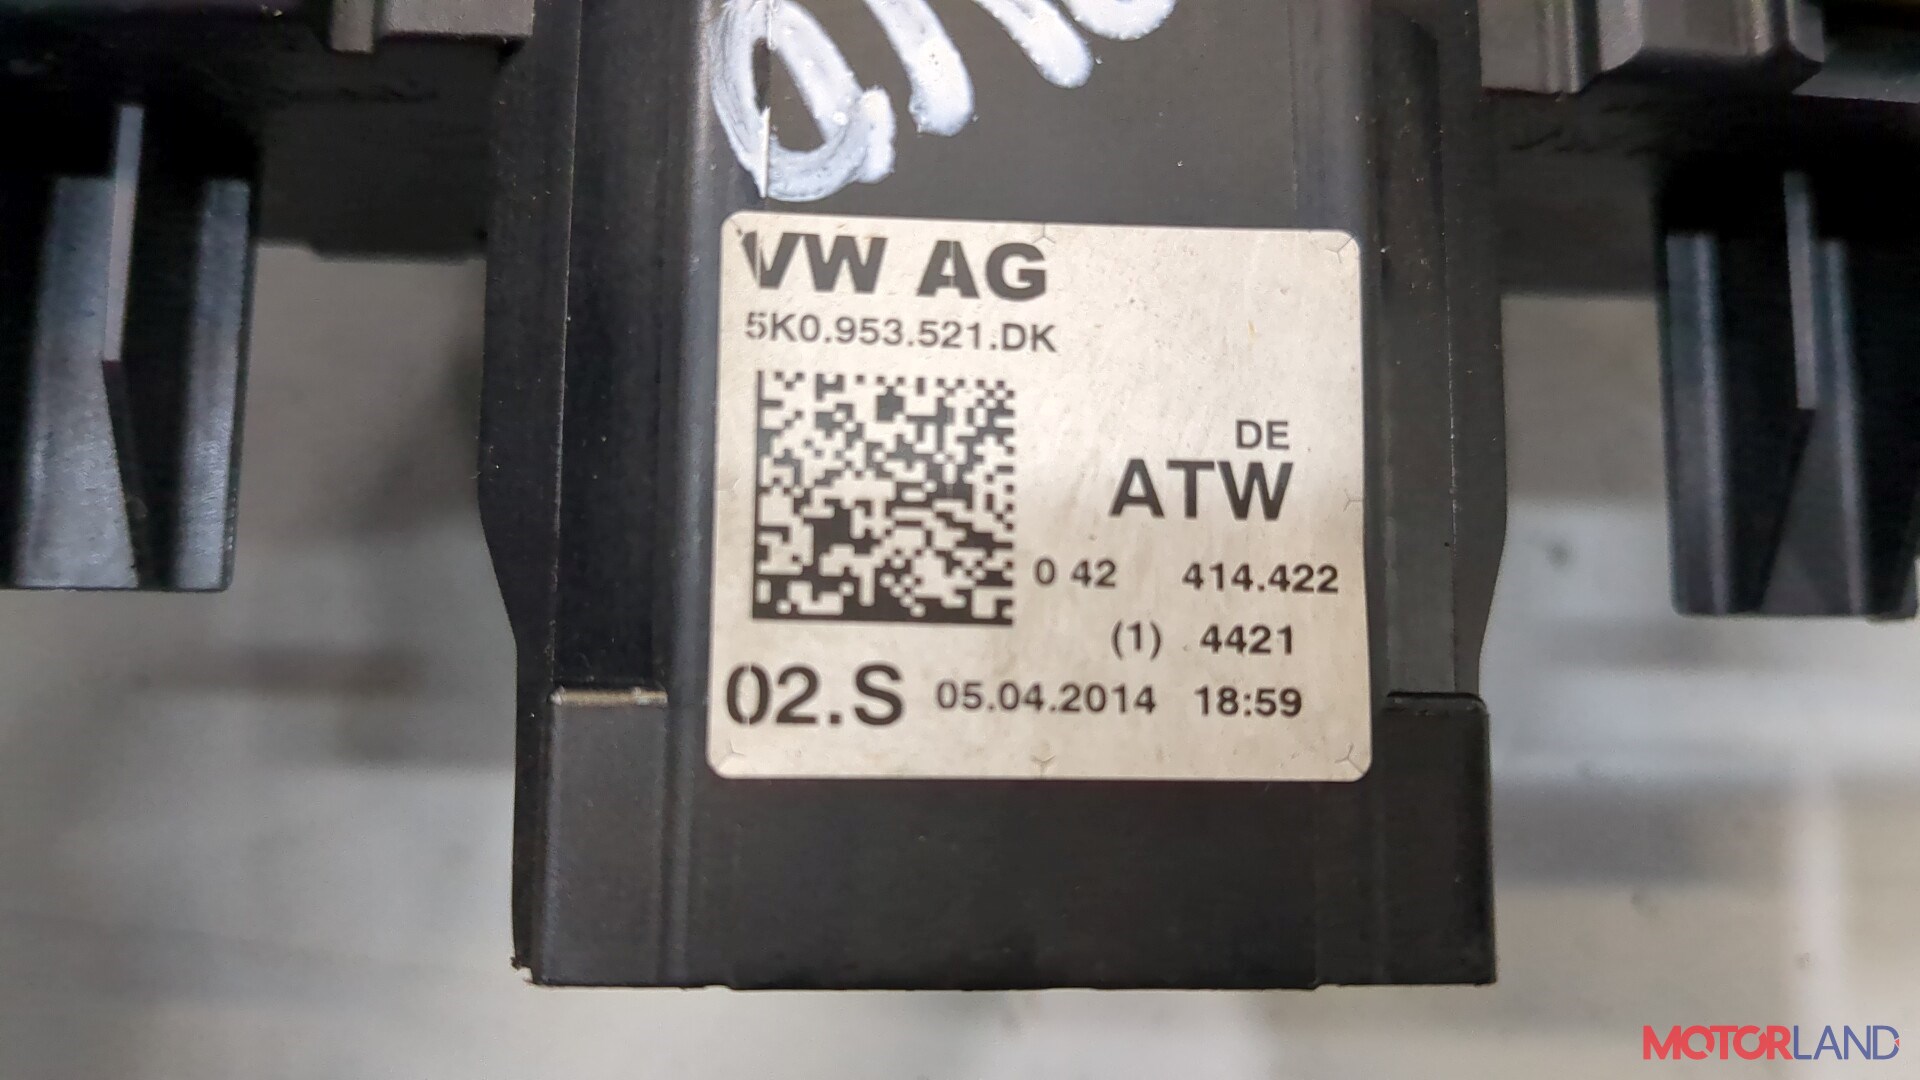 VW AG
5K0.953.521.DK
DE
ATW
0 42 414.422
(1) 4421
02.S 05.04.2014 18:59
MOTORLAND